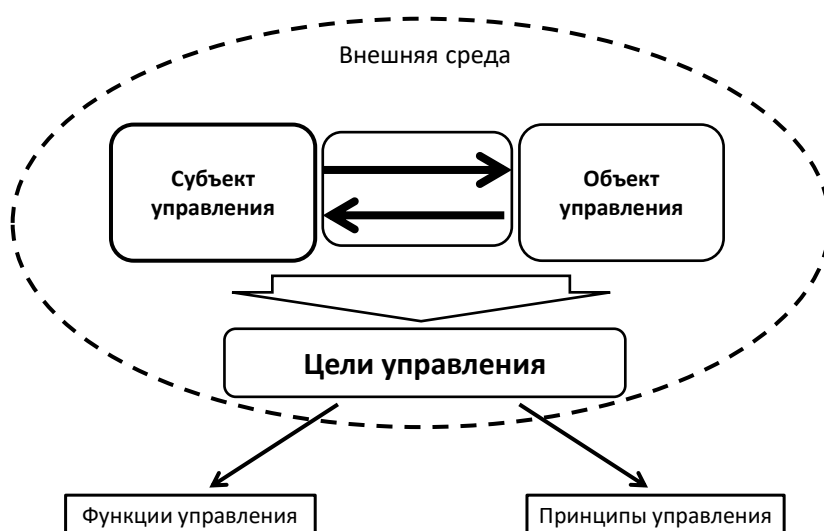 Внешняя среда
Субъект
управления
Объект
управления
Цели управления
Функции управления
Принципы управления